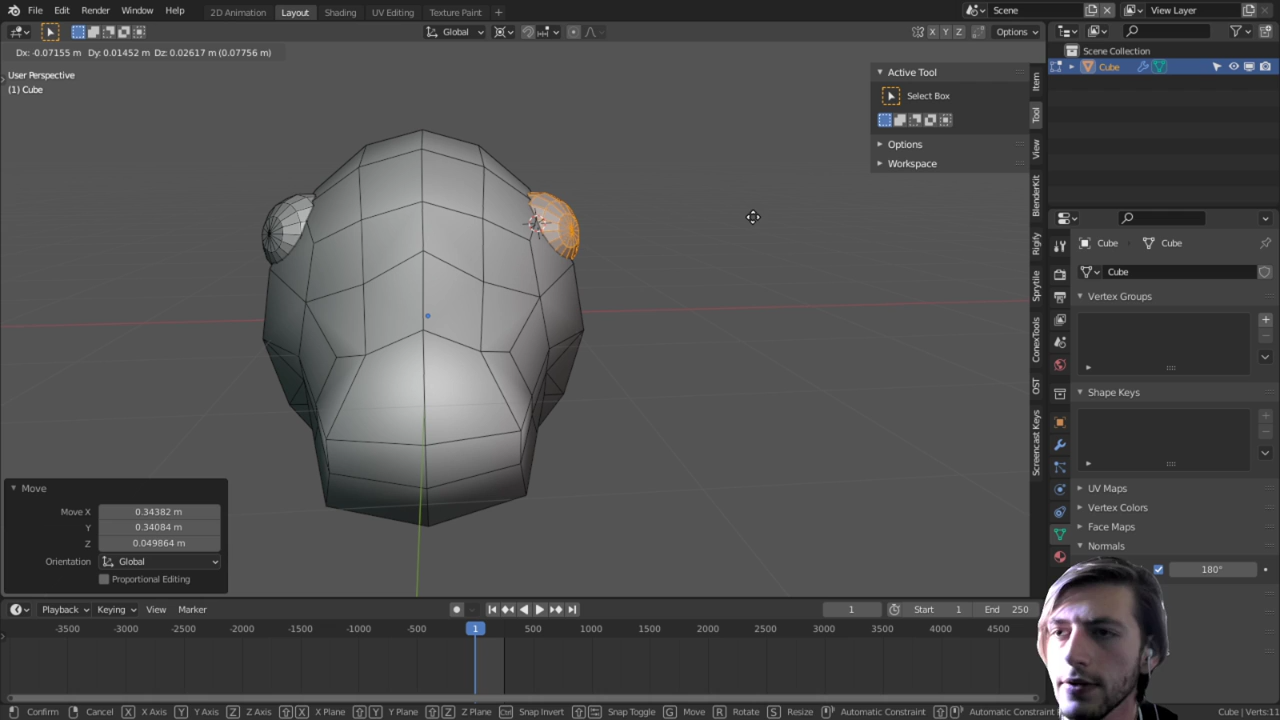 File Edit Render Window Help
2D Animation Layout Shading UV Editing Texture Paint +
Scene
View Layer
Global
X Y Z Options
Dx: -0.07155 m Dy: 0.01452 m Dz: 0.02617 m (0.07756 m)
User Perspective
(1) Cube
Active Tool
Select Box
Options
Workspace
Item
Tool
View
BlenderKit
Rigify
Sprytile
ConexTools
OST
Screencast Keys
Scene Collection
Cube
Cube Cube
Cube
Vertex Groups
Shape Keys
UV Maps
Vertex Colors
Face Maps
Normals
180°
Move
Move X 0.34382 m
Y 0.34084 m
Z 0.049864 m
Orientation Global
Proportional Editing
Playback Keying View Marker
1 Start 1 End 250
-3500 -3000 -2500 -2000 -1500 -1000 -500 1 500 1000 1500 2000 2500 3000 3500 4000 4500
Confirm Cancel X X Axis Y Y Axis Z Z Axis X X Plane Y Y Plane Z Z Plane Ctrl Snap Invert Snap Toggle G Move R Rotate S Resize Automatic Constraint Automatic Constraint Cube | Verts:11